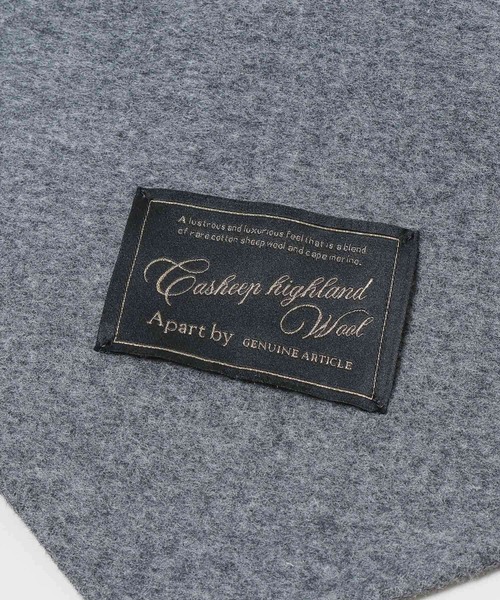 A lustrous and luxurious feel that is a blend
of rare cotton sheep wool and cape merino.
Casheep highland
Wool
Apart by GENUINE ARTICLE